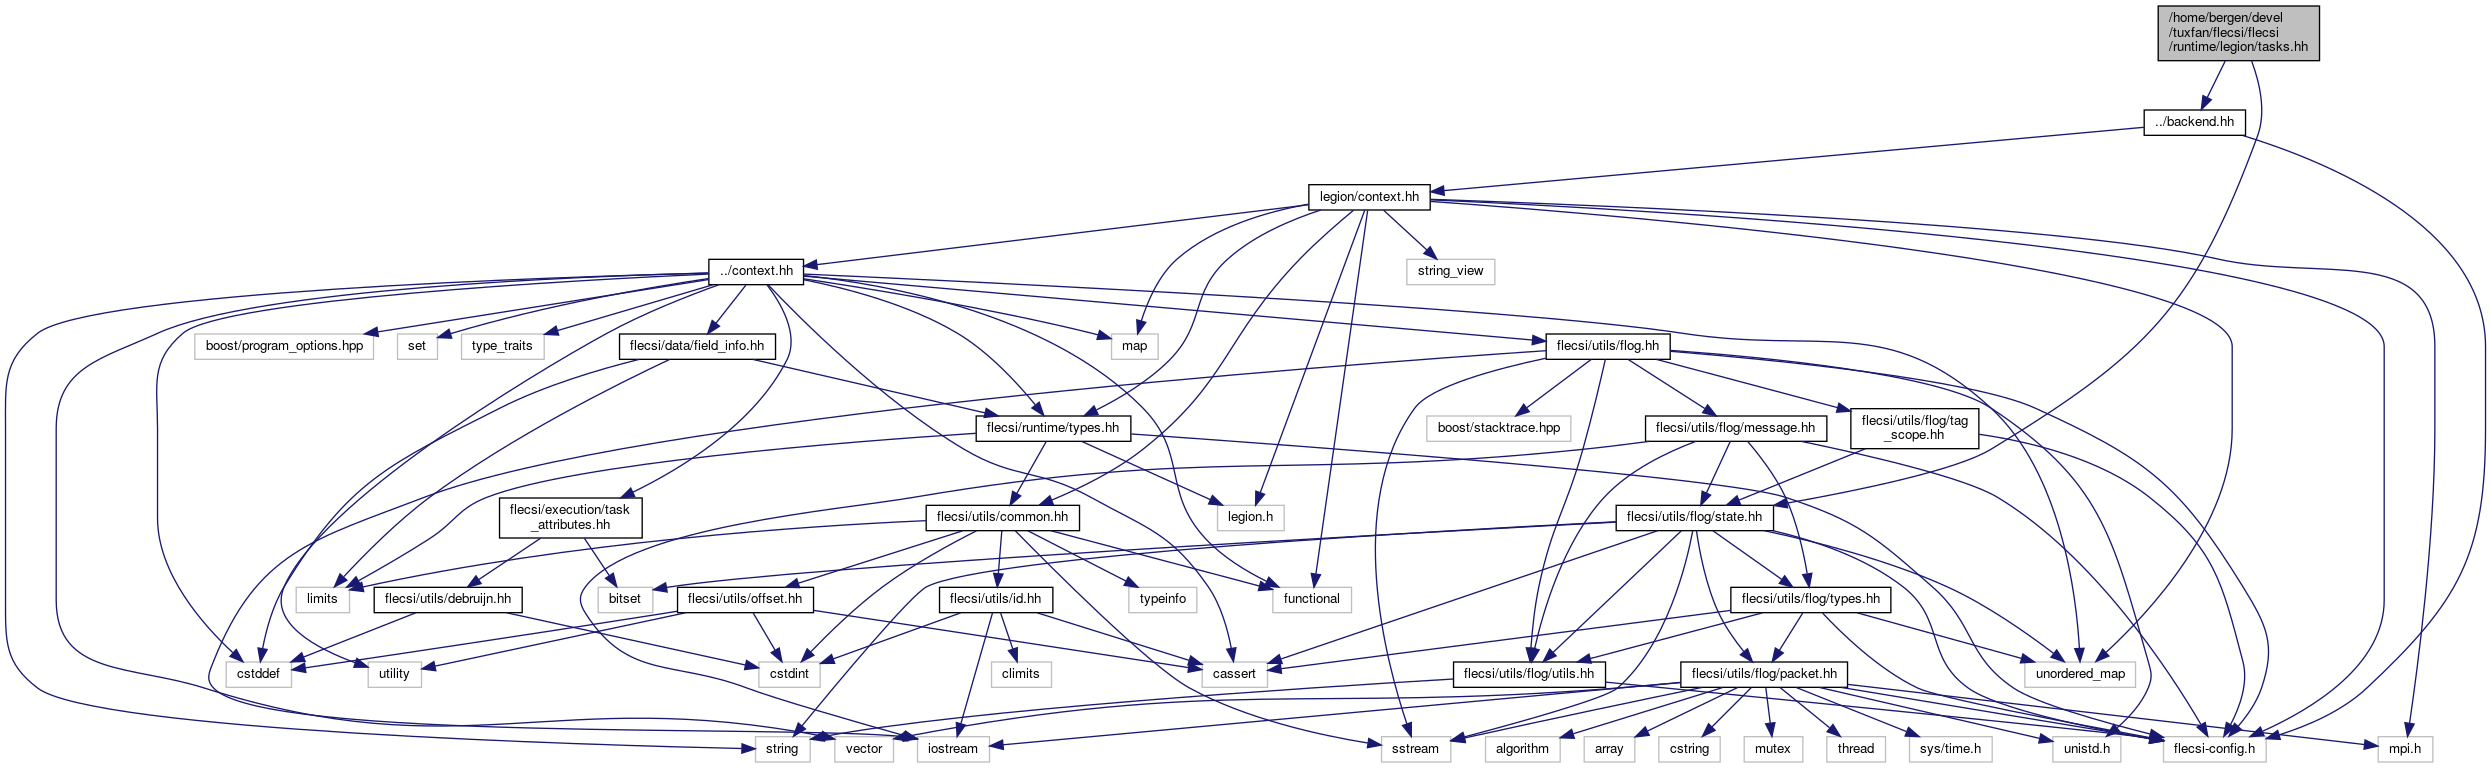 /home/bergen/devel
/tuxfan/flecsi/flecsi
/runtime/legion/tasks.hh
../backend.hh
legion/context.hh
../context.hh
string_view
boost/program_options.hpp
set
type_traits
flecsi/data/field_info.hh
map
flecsi/utils/flog.hh
flecsi/runtime/types.hh
boost/stacktrace.hpp
flecsi/utils/flog/message.hh
flecsi/utils/flog/tag
_scope.hh
flecsi/execution/task
_attributes.hh
flecsi/utils/common.hh
legion.h
flecsi/utils/flog/state.hh
limits
flecsi/utils/debruijn.hh
bitset
flecsi/utils/offset.hh
flecsi/utils/id.hh
typeinfo
functional
flecsi/utils/flog/types.hh
cstddef
utility
cstdint
climits
cassert
flecsi/utils/flog/utils.hh
flecsi/utils/flog/packet.hh
unordered_map
string
vector
iostream
sstream
algorithm
array
cstring
mutex
thread
sys/time.h
unistd.h
flecsi-config.h
mpi.h